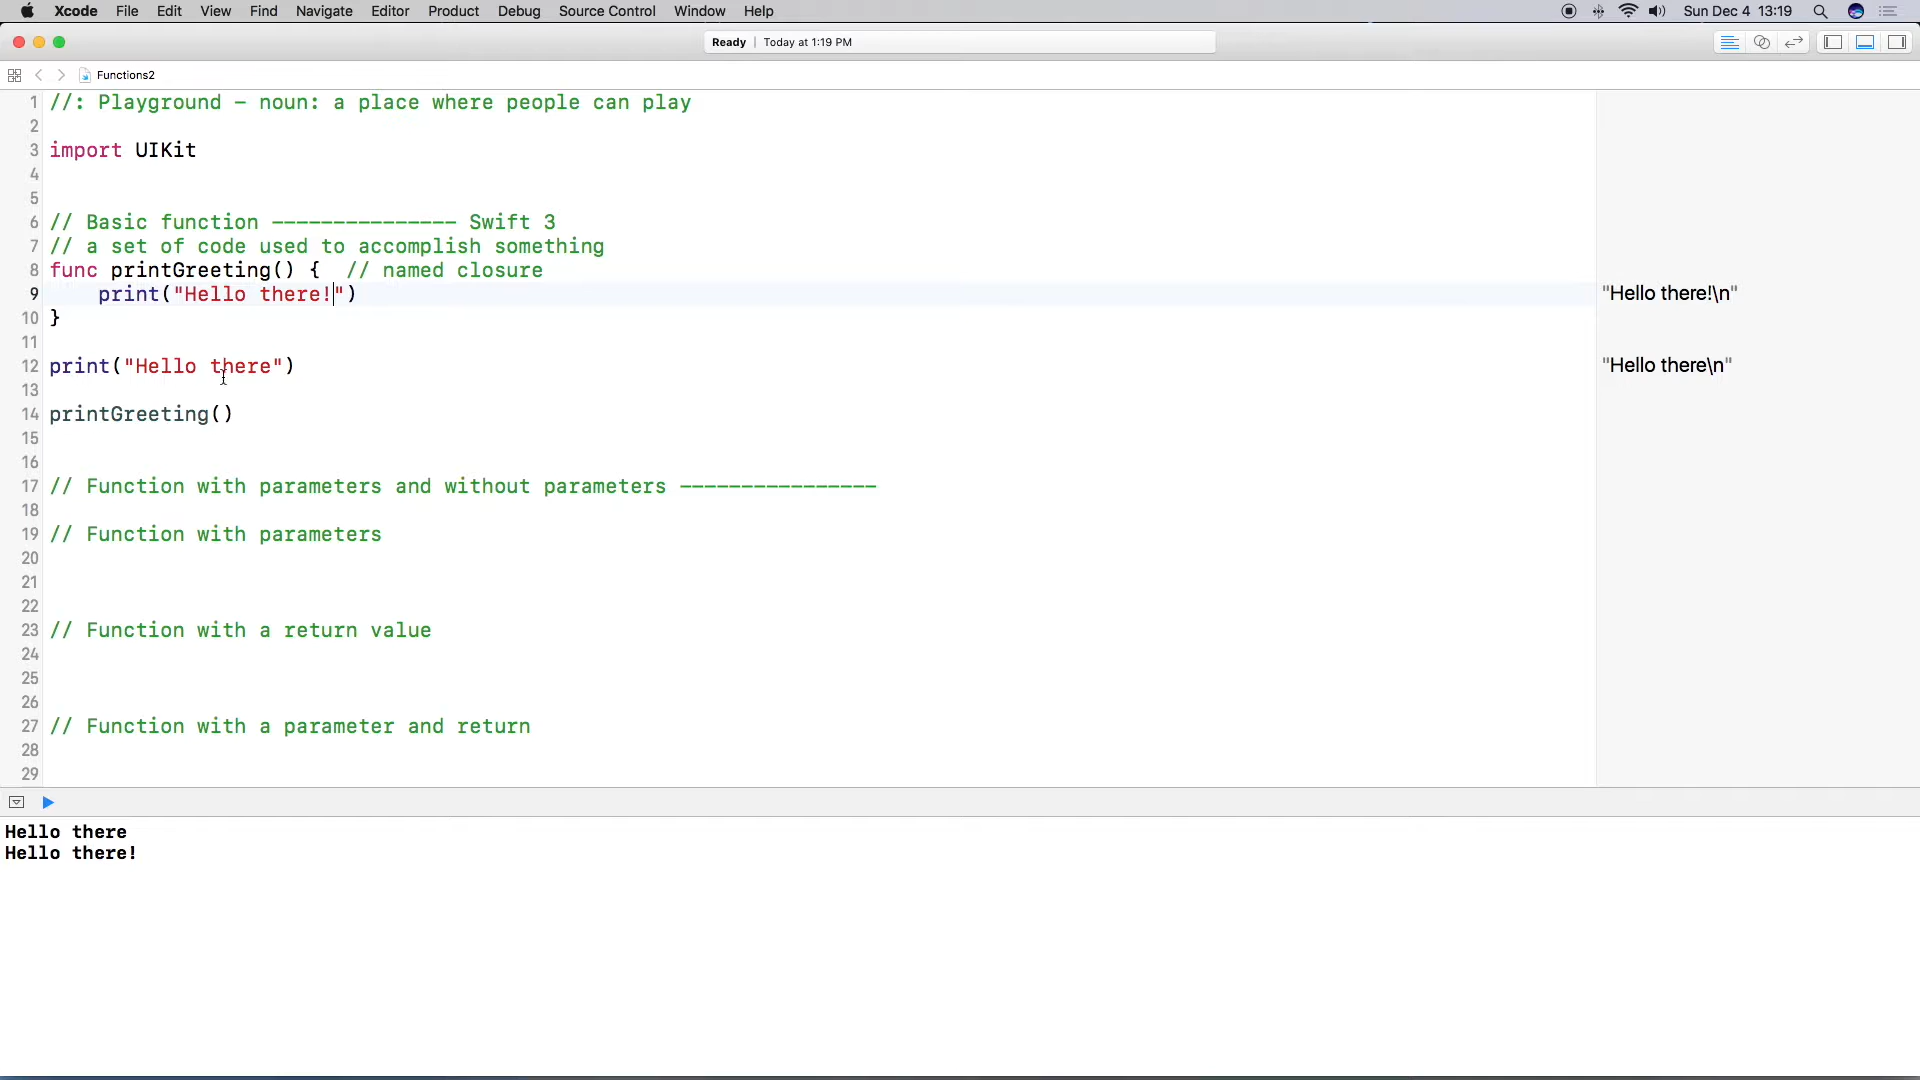 Xcode File Edit View Find Navigate Editor Product Debug Source Control Window Help Sun Dec 4 13:19
Ready | Today at 1:19 PM
Functions2
1 //: Playground - noun: a place where people can play
2
3 import UIKit
4
5
6 // Basic function --------------- Swift 3
7 // a set of code used to accomplish something
8 func printGreeting() { // named closure
9 print("Hello there!") "Hello there!\n"
10 }
11
12 print("Hello there") "Hello there\n"
13
14 printGreeting()
15
16
17 // Function with parameters and without parameters ----------------
18
19 // Function with parameters
20
21
22
23 // Function with a return value
24
25
26
27 // Function with a parameter and return
28
29
Hello there
Hello there!